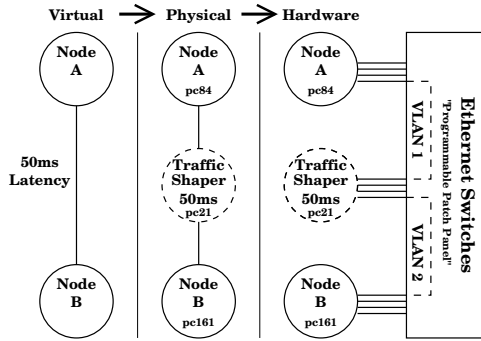 Virtual
Physical
Hardware
Node
A
50ms
Latency
Node
B
Node
A
pc84
Traffic
Shaper
50ms
pc21
Node
B
pc161
Node
A
pc84
Traffic
Shaper
50ms
pc21
Node
B
pc161
VLAN 1
VLAN 2
Ethernet Switches
"Programmable Patch Panel"